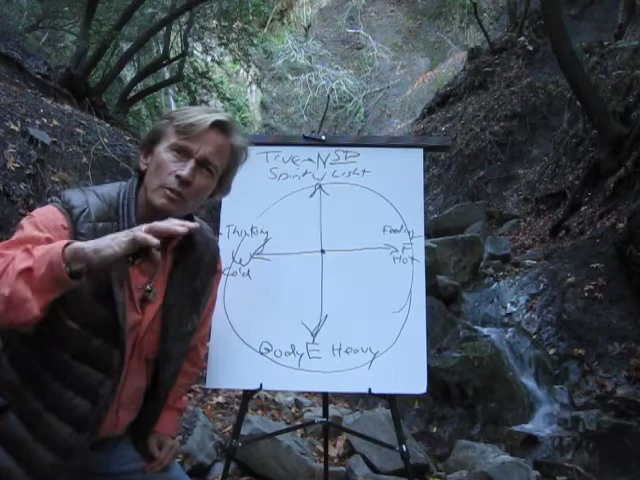 True N SP
Spirit Light
Thinking
Feeling
W
E
Cold
Hot
Body E Heavy